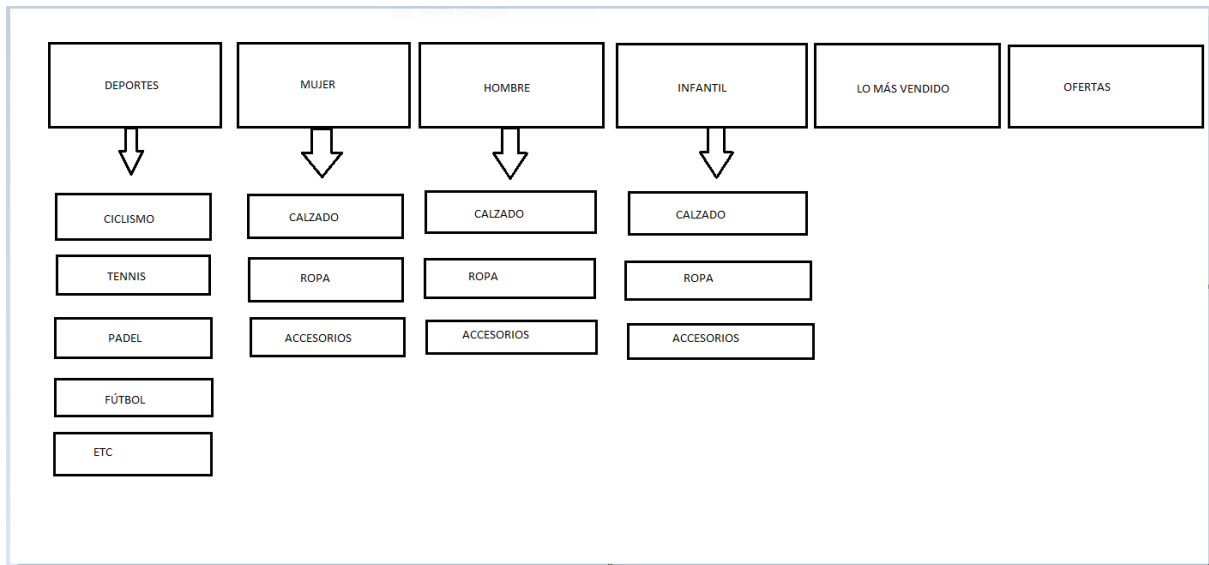 DEPORTES
MUJER
HOMBRE
INFANTIL
LO MÁS VENDIDO
OFERTAS
CICLISMO
CALZADO
CALZADO
CALZADO
TENNIS
ROPA
ROPA
ROPA
PADEL
ACCESORIOS
ACCESORIOS
ACCESORIOS
FÚTBOL
ETC